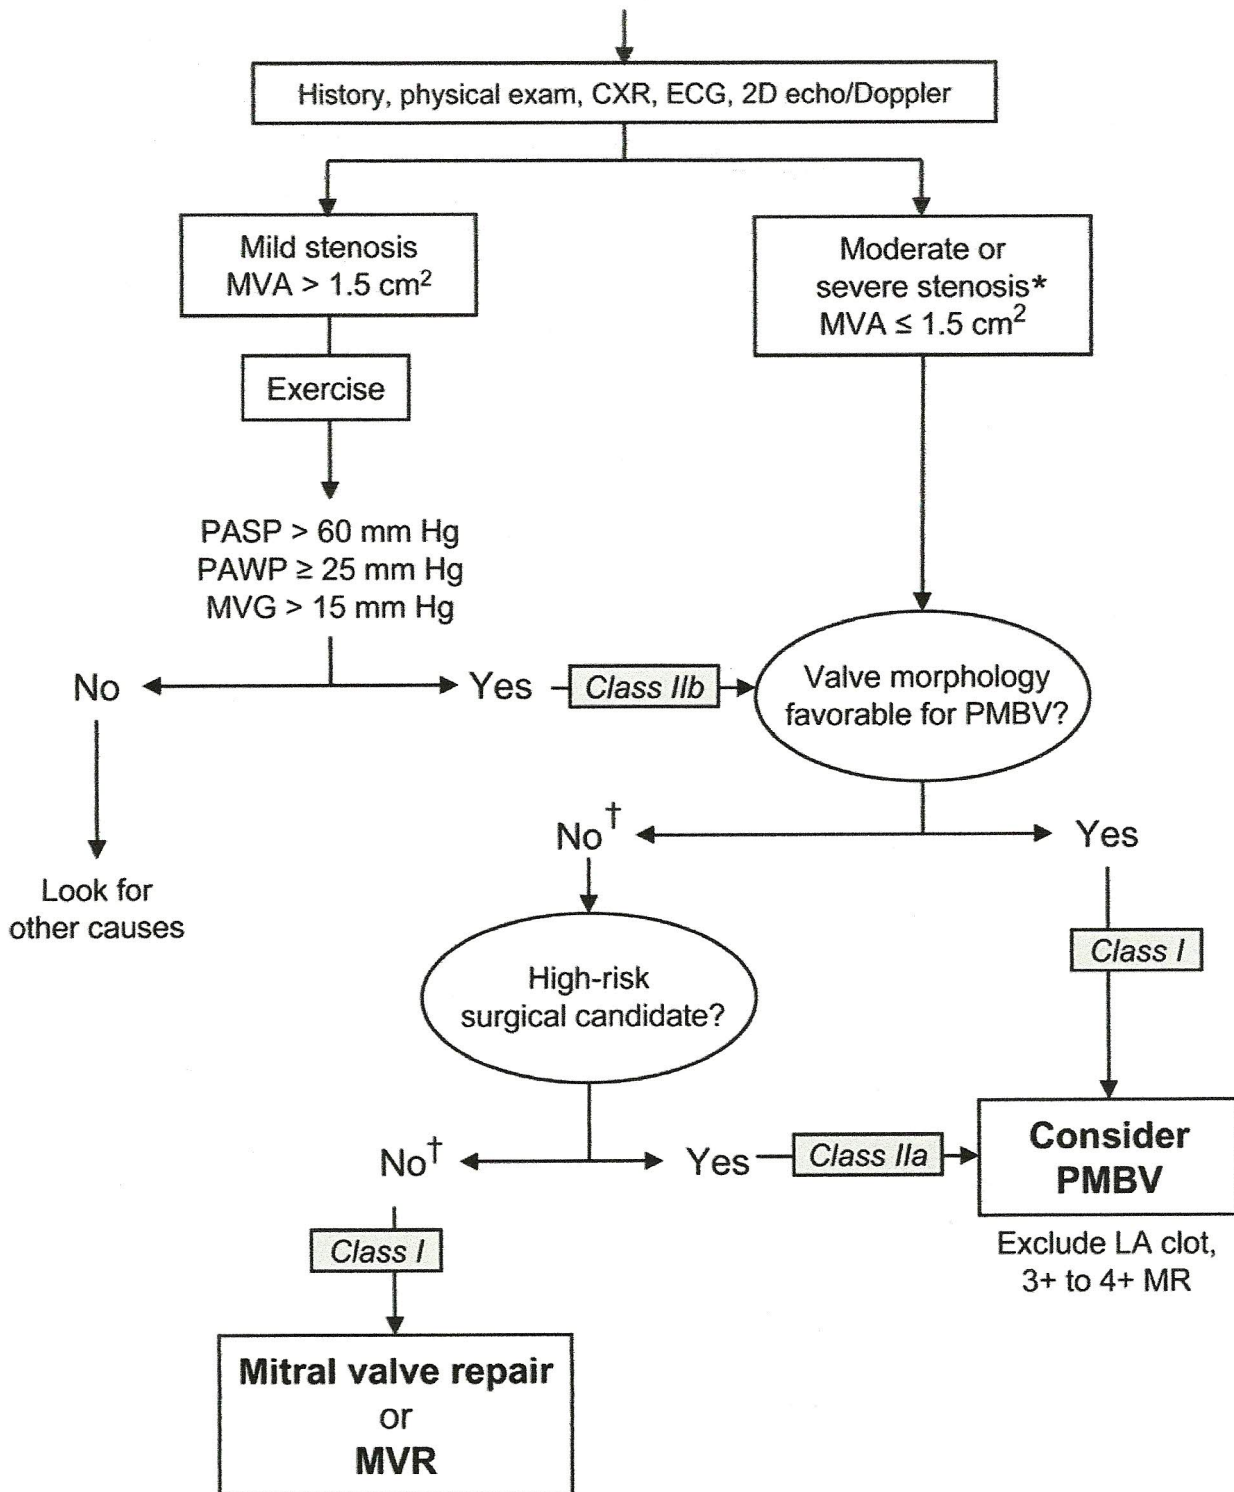 History, physical exam, CXR, ECG, 2D echo/Doppler
Mild stenosis
MVA > 1.5 cm²
Moderate or
severe stenosis*
MVA ≤ 1.5 cm²
Exercise
PASP > 60 mm Hg
PAWP ≥ 25 mm Hg
MVG > 15 mm Hg
No
Yes
Class IIb
Valve morphology
favorable for PMBV?
Look for
other causes
No†
Yes
Class I
High-risk
surgical candidate?
No†
Yes
Class IIa
Consider
PMBV
Exclude LA clot,
3+ to 4+ MR
Class I
Mitral valve repair
or
MVR